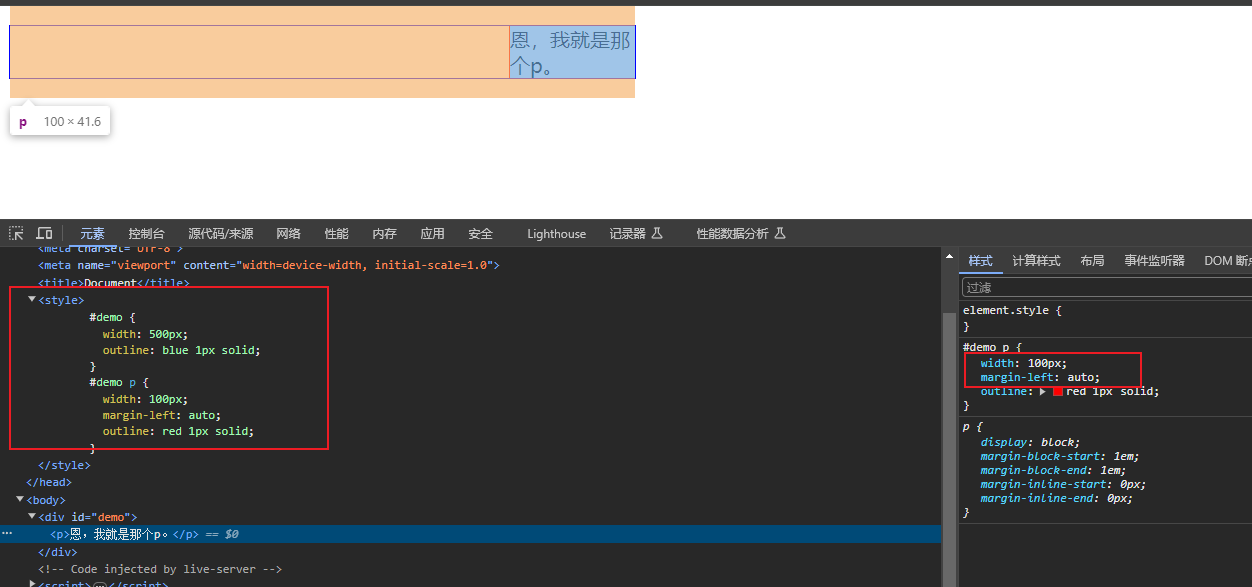 恩，我就是那
个p。
p 100 × 41.6
元素 控制台 源代码/来源 网络 性能 内存 应用 安全 Lighthouse 记录器 性能数据分析
<meta charset="UTF-8">
<meta name="viewport" content="width=device-width, initial-scale=1.0">
<title>Document</title>
<style>
#demo {
width: 500px;
outline: blue 1px solid;
}
#demo p {
width: 100px;
margin-left: auto;
outline: red 1px solid;
}
</style>
</head>
<body>
<div id="demo">
<p>恩，我就是那个p。</p> == $0
</div>
<!-- Code injected by live-server -->
<script>…</script>
样式 计算样式 布局 事件监听器 DOM 断点
过滤
element.style {
}
#demo p {
width: 100px;
margin-left: auto;
outline: red 1px solid;
}
p {
display: block;
margin-block-start: 1em;
margin-block-end: 1em;
margin-inline-start: 0px;
margin-inline-end: 0px;
}